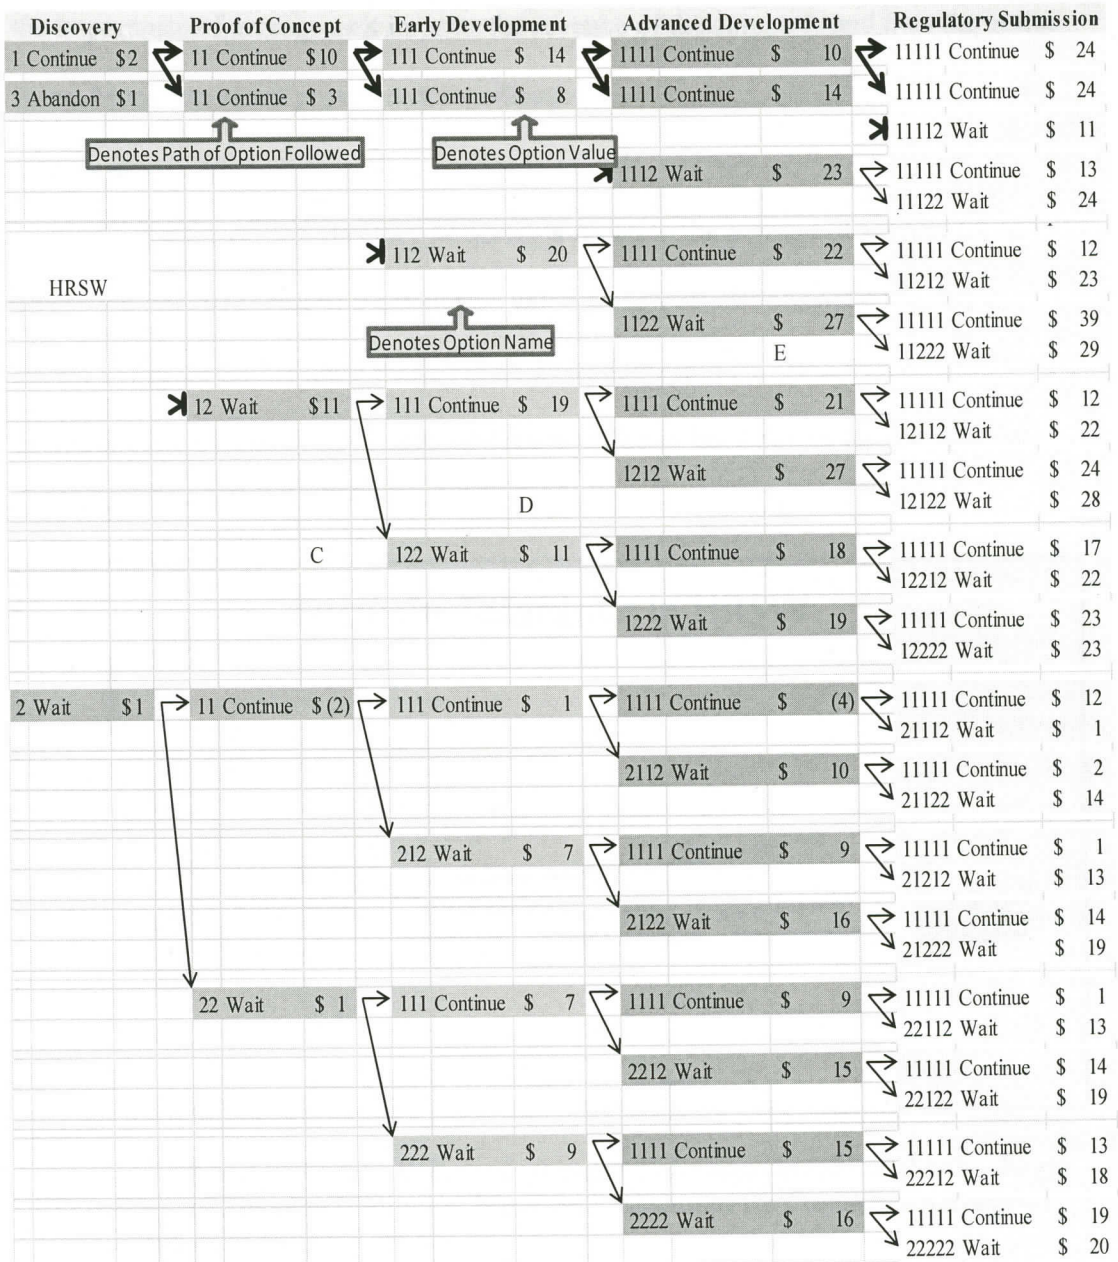 Discovery Proof of Concept Early Development Advanced Development Regulatory Submission
1 Continue $2 11 Continue $10 111 Continue $ 14 1111 Continue $ 10 11111 Continue $ 24
3 Abandon $1 11 Continue $ 3 111 Continue $ 8 1111 Continue $ 14 11111 Continue $ 24
11112 Wait $ 11
Denotes Path of Option Followed Denotes Option Value
1112 Wait $ 23 11111 Continue $ 13
11122 Wait $ 24
112 Wait $ 20 1111 Continue $ 22 11111 Continue $ 12
11212 Wait $ 23
HRSW
1122 Wait $ 27 11111 Continue $ 39
Denotes Option Name
E 11222 Wait $ 29
12 Wait $11 111 Continue $ 19 1111 Continue $ 21 11111 Continue $ 12
12112 Wait $ 22
1212 Wait $ 27 11111 Continue $ 24
12122 Wait $ 28
D
C 122 Wait $ 11 1111 Continue $ 18 11111 Continue $ 17
12212 Wait $ 22
1222 Wait $ 19 11111 Continue $ 23
12222 Wait $ 23
2 Wait $1 11 Continue $ (2) 111 Continue $ 1 1111 Continue $ (4) 11111 Continue $ 12
21112 Wait $ 1
2112 Wait $ 10 11111 Continue $ 2
21122 Wait $ 14
212 Wait $ 7 1111 Continue $ 9 11111 Continue $ 1
21212 Wait $ 13
2122 Wait $ 16 11111 Continue $ 14
21222 Wait $ 19
22 Wait $ 1 111 Continue $ 7 1111 Continue $ 9 11111 Continue $ 1
22112 Wait $ 13
2212 Wait $ 15 11111 Continue $ 14
22122 Wait $ 19
222 Wait $ 9 1111 Continue $ 15 11111 Continue $ 13
22212 Wait $ 18
2222 Wait $ 16 11111 Continue $ 19
22222 Wait $ 20